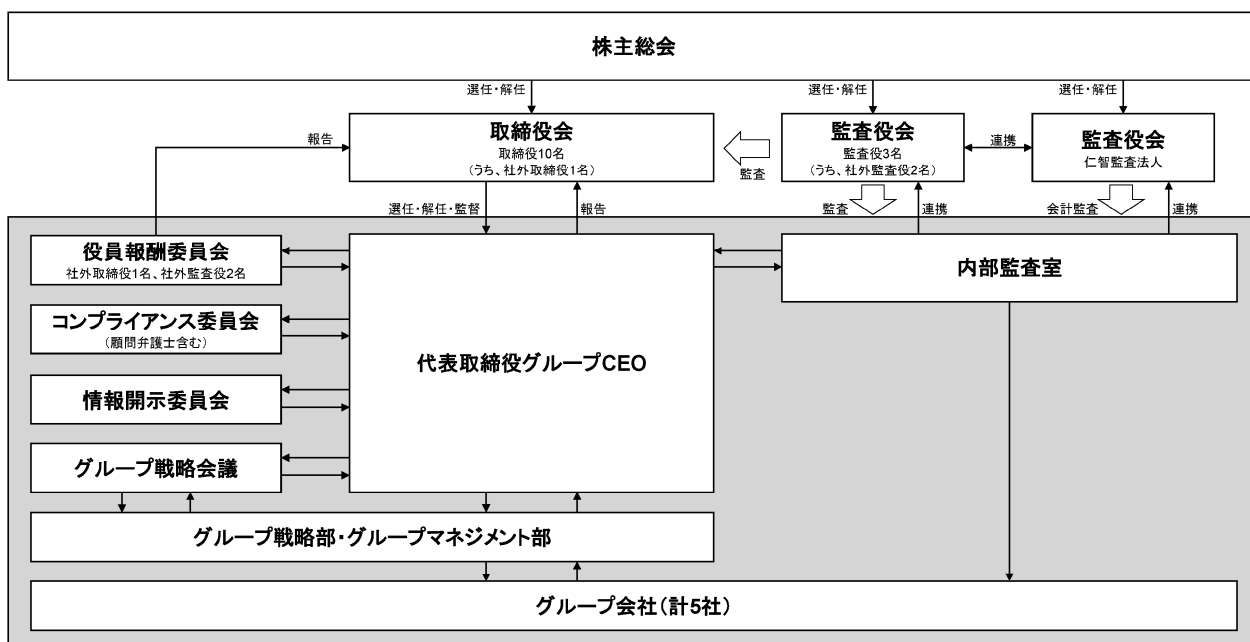 株主総会
選任・解任
選任・解任
選任・解任
取締役会
取締役10名
(うち、社外取締役1名)
監査
監査役会
監査役3名
(うち、社外監査役2名)
連携
監査役会
仁智監査法人
報告
選任・解任・監督
報告
監査
連携
会計監査
連携
役員報酬委員会
社外取締役1名、社外監査役2名
コンプライアンス委員会
(顧問弁護士含む)
情報開示委員会
グループ戦略会議
代表取締役グループCEO
内部監査室
グループ戦略部・グループマネジメント部
グループ会社(計5社)